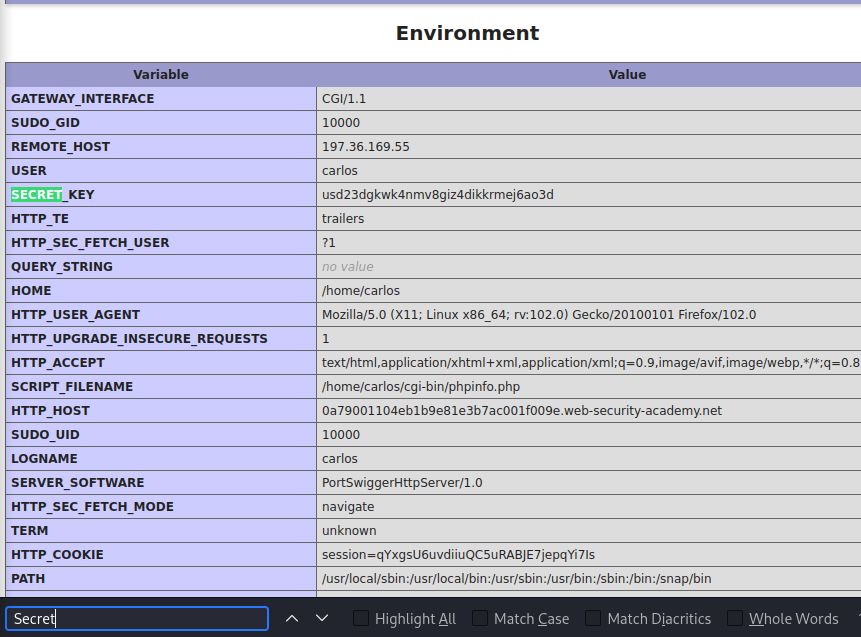 Environment
Variable Value
GATEWAY_INTERFACE CGI/1.1
SUDO_GID 10000
REMOTE_HOST 197.36.169.55
USER carlos
SECRET_KEY usd23dgkwk4nmv8giz4dikkrmej6ao3d
HTTP_TE trailers
HTTP_SEC_FETCH_USER ?1
QUERY_STRING no value
HOME /home/carlos
HTTP_USER_AGENT Mozilla/5.0 (X11; Linux x86_64; rv:102.0) Gecko/20100101 Firefox/102.0
HTTP_UPGRADE_INSECURE_REQUESTS 1
HTTP_ACCEPT text/html,application/xhtml+xml,application/xml;q=0.9,image/avif,image/webp,*/*;q=0.8
SCRIPT_FILENAME /home/carlos/cgi-bin/phpinfo.php
HTTP_HOST 0a79001104eb1b9e81e3b7ac001f009e.web-security-academy.net
SUDO_UID 10000
LOGNAME carlos
SERVER_SOFTWARE PortSwiggerHttpServer/1.0
HTTP_SEC_FETCH_MODE navigate
TERM unknown
HTTP_COOKIE session=qYxgsU6uvdiiuQC5uRABJE7jepqYi7Is
PATH /usr/local/sbin:/usr/local/bin:/usr/sbin:/usr/bin:/sbin:/bin:/snap/bin
Secret Highlight All Match Case Match Diacritics Whole Words